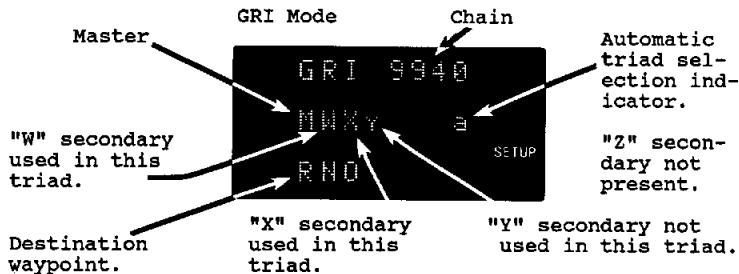 GRI Mode
Chain
Master
Automatic
triad sel-
ection ind-
icator.
GRI 9940
MWXY a
SETUP
RNO
"W" secondary
used in this
triad.
"Z" secon-
dary not
present.
Destination
waypoint.
"X" secondary
used in this
triad.
"Y" secondary not
used in this triad.